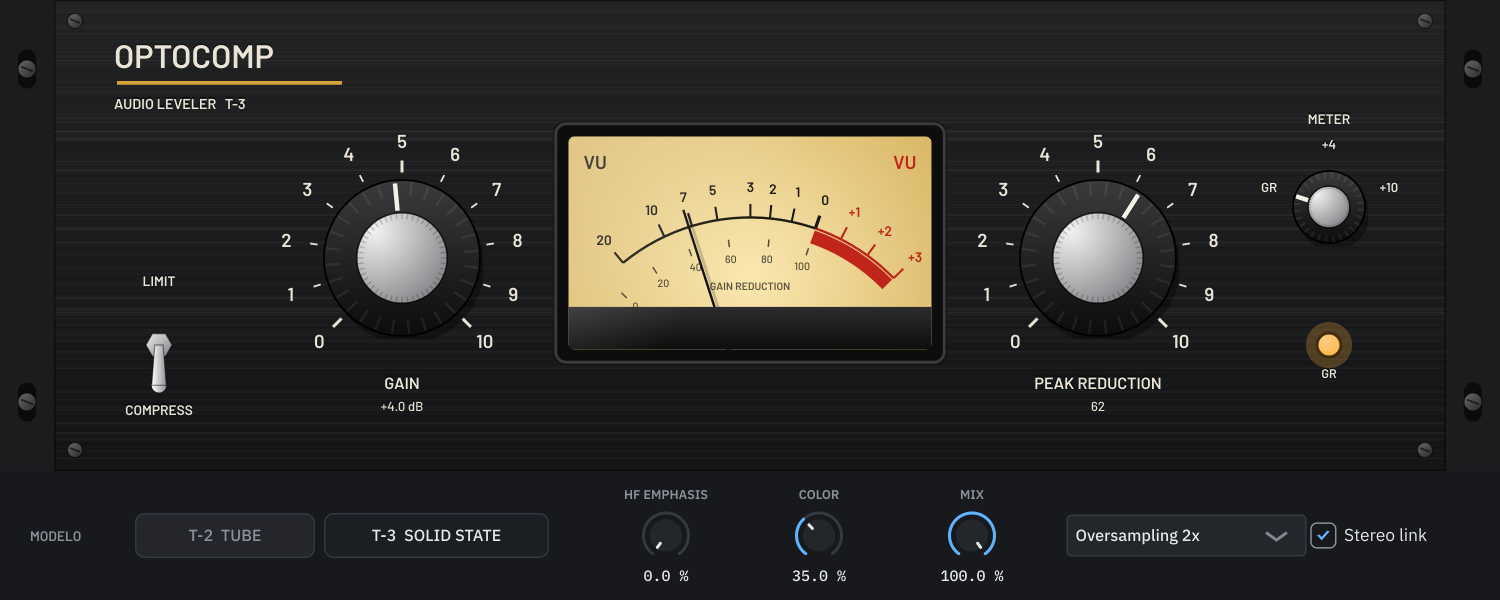 OPTOCOMP
AUDIO LEVELER T-3
LIMIT
COMPRESS
0 1 2 3 4 5 6 7 8 9 10
GAIN
+4.0 dB
VU VU
20 10 7 5 3 2 1 0 +1 +2 +3
0 20 40 60 80 100
GAIN REDUCTION
0 1 2 3 4 5 6 7 8 9 10
PEAK REDUCTION
62
METER
+4
GR +10
GR
MODELO
T-2 TUBE
T-3 SOLID STATE
HF EMPHASIS
0.0 %
COLOR
35.0 %
MIX
100.0 %
Oversampling 2x
Stereo link